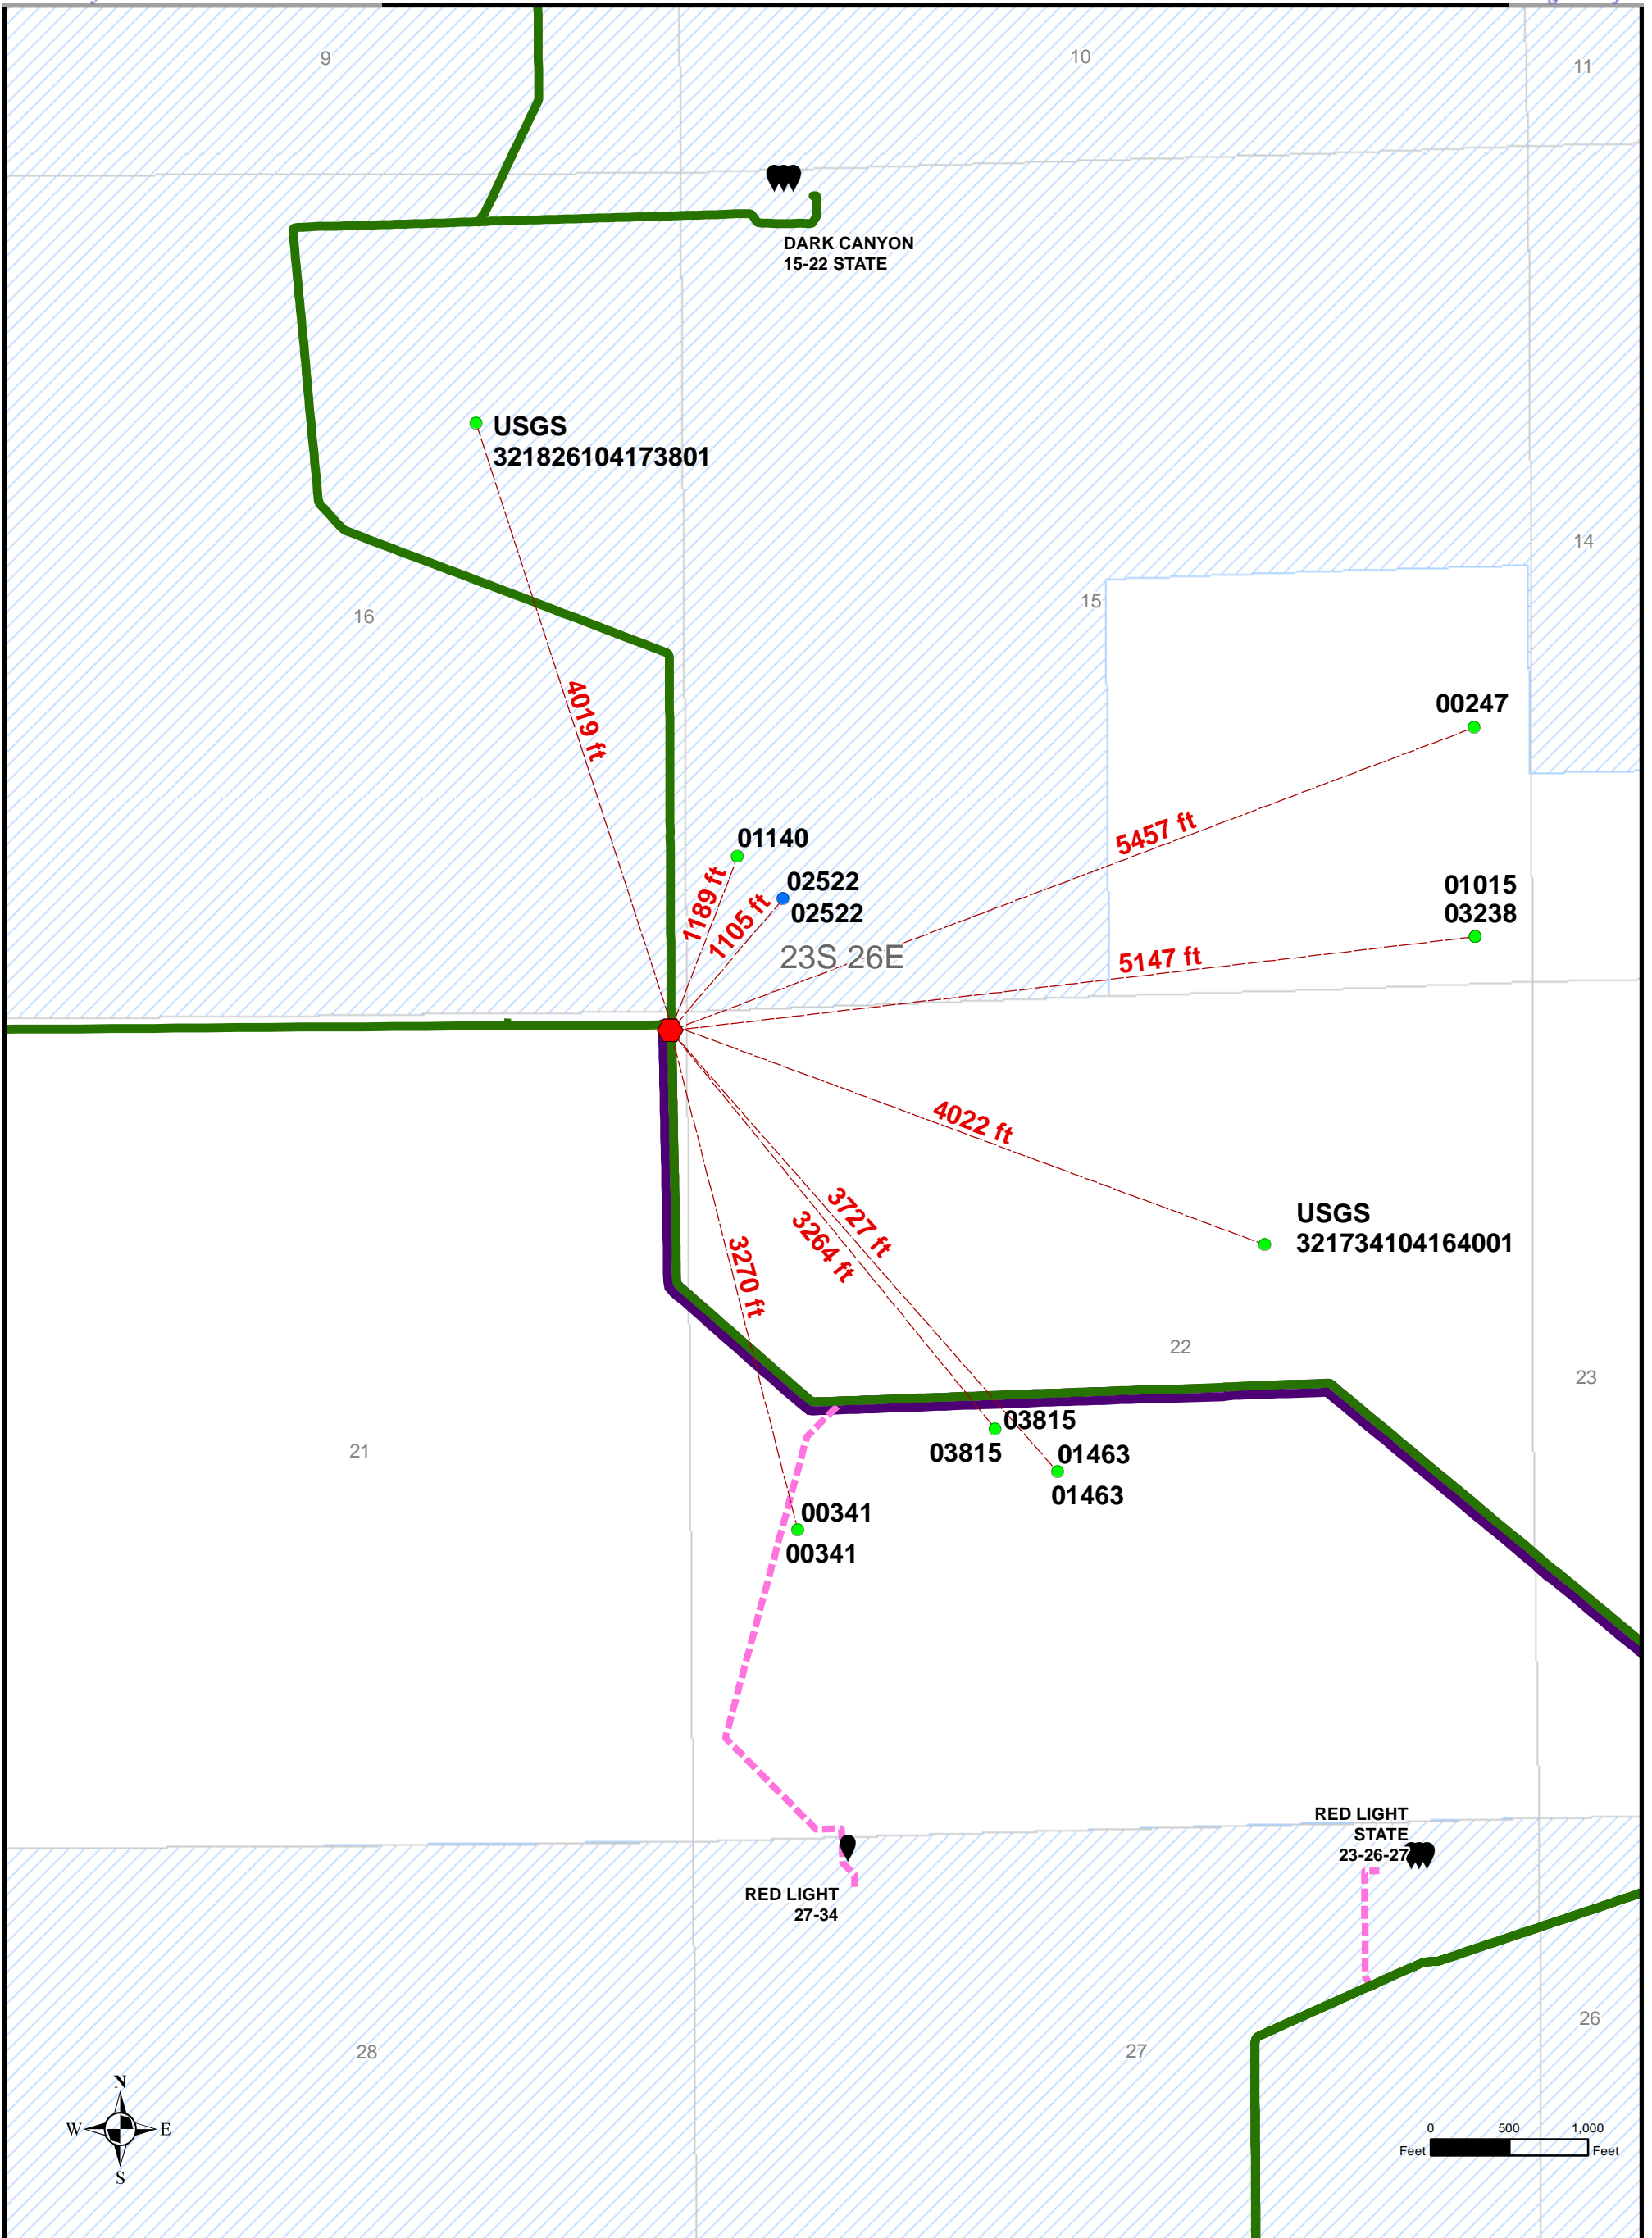 9
10
11
DARK CANYON
15-22 STATE
USGS
321826104173801
14
15
16
4019 ft
00247
5457 ft
01140
1189 ft
02522
02522
1105 ft
01015
03238
23S 26E
5147 ft
4022 ft
USGS
321734104164001
3727 ft
3264 ft
3270 ft
22
23
21
03815
03815
01463
01463
00341
00341
RED LIGHT
STATE
23-26-27
RED LIGHT
27-34
26
28
27
N
W E
S
0 500 1,000
Feet Feet